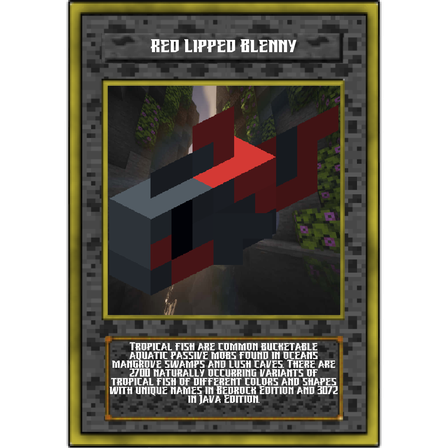 Red Lipped Blenny
Tropical fish are common bucketable
aquatic passive mobs found in oceans
mangrove swamps and lush caves. There are
2700 naturally occurring variants of
tropical fish of different colors and shapes
with unique names in Bedrock Edition and 3072
in Java Edition.